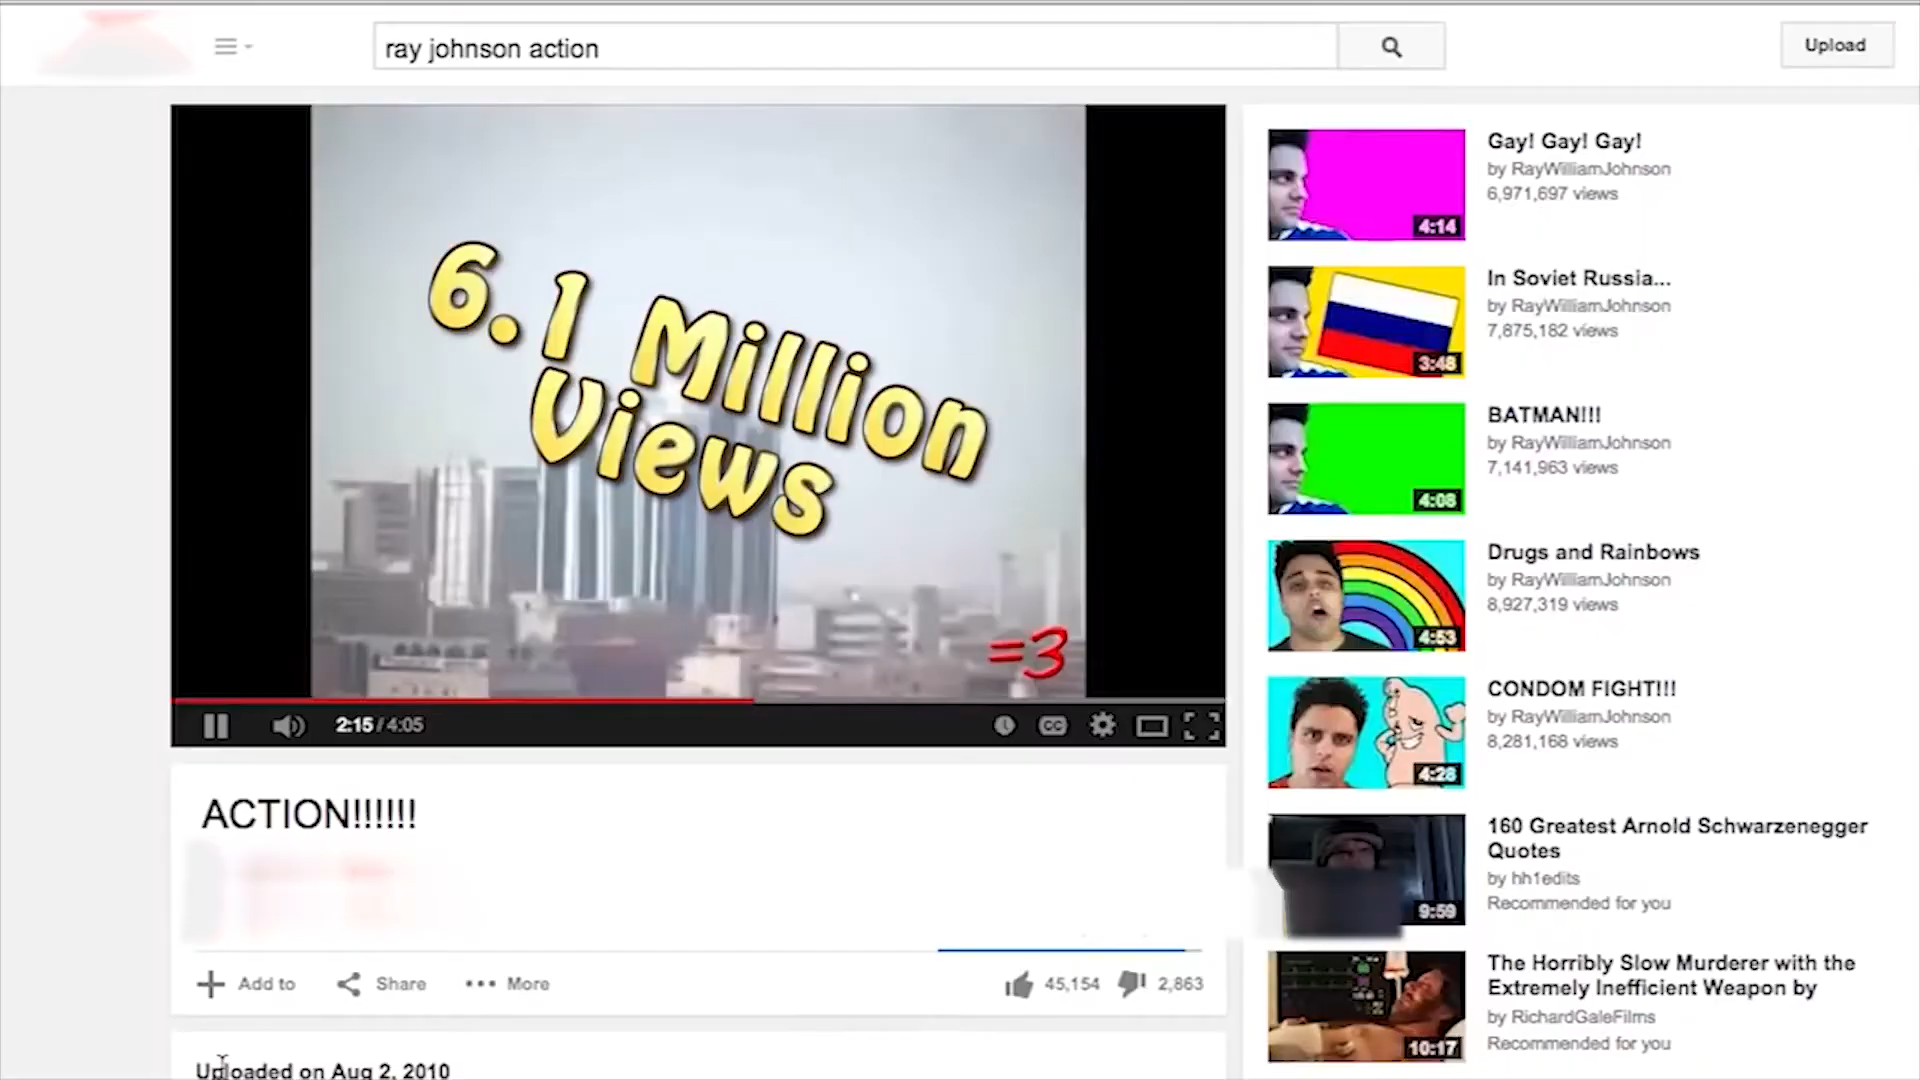 ray johnson action
Upload
6.1 Million
Views
=3
2:15 / 4:05
CC
ACTION!!!!!!
Add to
Share
More
45,154
2,863
Uploaded on Aug 2, 2010
4:14
Gay! Gay! Gay!
by RayWilliamJohnson
6,971,697 views
3:48
In Soviet Russia...
by RayWilliamJohnson
7,875,182 views
4:08
BATMAN!!!
by RayWilliamJohnson
7,141,963 views
4:53
Drugs and Rainbows
by RayWilliamJohnson
8,927,319 views
4:28
CONDOM FIGHT!!!
by RayWilliamJohnson
8,281,168 views
9:59
160 Greatest Arnold Schwarzenegger
Quotes
by hh1edits
Recommended for you
10:17
The Horribly Slow Murderer with the
Extremely Inefficient Weapon by
by RichardGaleFilms
Recommended for you